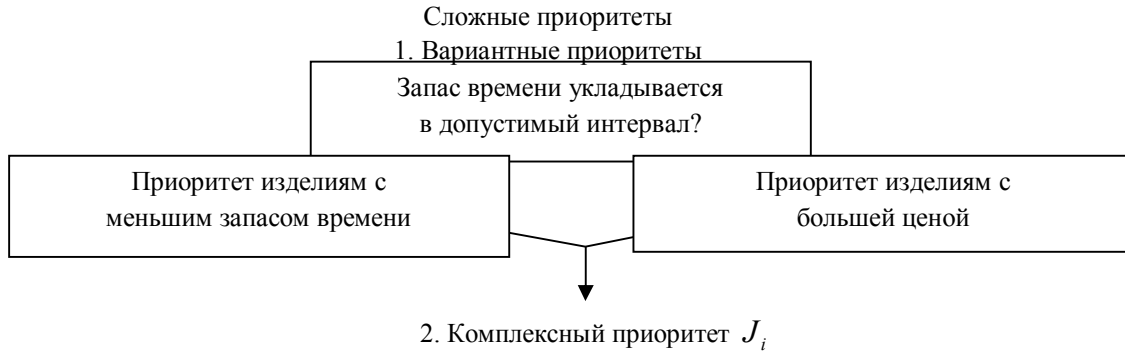 Сложные приоритеты
1. Вариантные приоритеты
Запас времени укладывается
в допустимый интервал?
Приоритет изделиям с
меньшим запасом времени
Приоритет изделиям с
большей ценой
2. Комплексный приоритет J_i